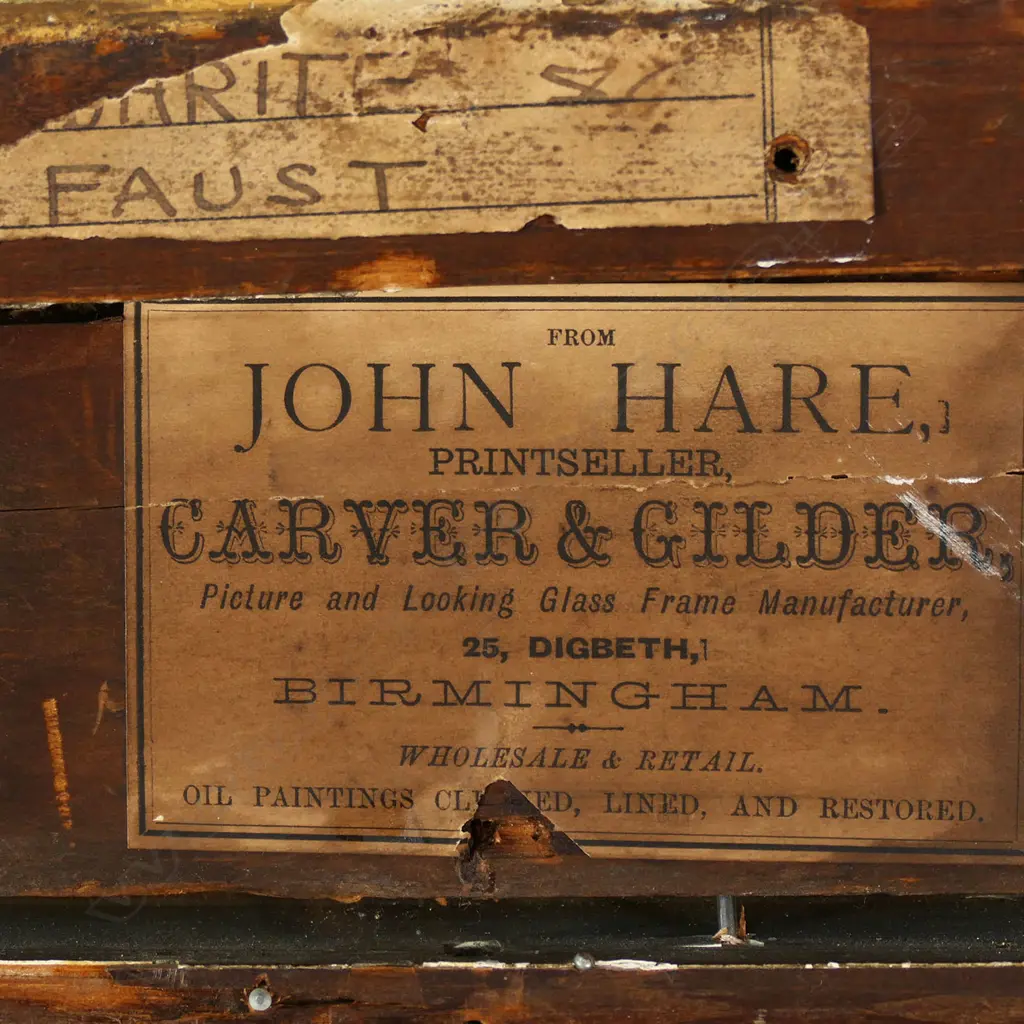 FAUST
FROM
JOHN HARE,
PRINTSELLER,
CARVER & GILDER,
Picture and Looking Glass Frame Manufacturer,
25, DIGBETH,
BIRMINGHAM.
WHOLESALE & RETAIL.
OIL PAINTINGS LINED, AND RESTORED.